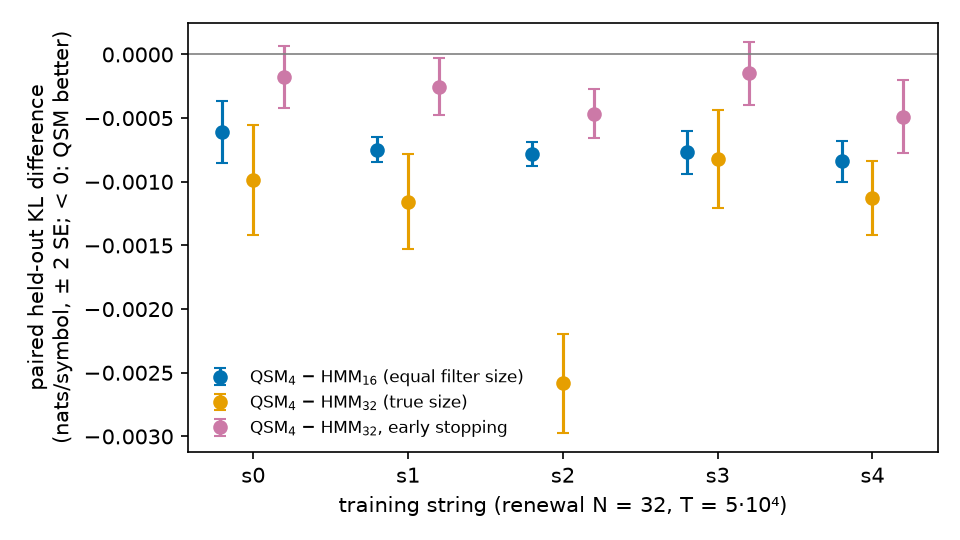 paired held-out KL difference
(nats/symbol, ± 2 SE; < 0: QSM better)
0.0000
−0.0005
−0.0010
−0.0015
−0.0020
−0.0025
−0.0030
QSM₄ − HMM₁₆ (equal filter size)
QSM₄ − HMM₃₂ (true size)
QSM₄ − HMM₃₂, early stopping
s0 s1 s2 s3 s4
training string (renewal N = 32, T = 5·10⁴)